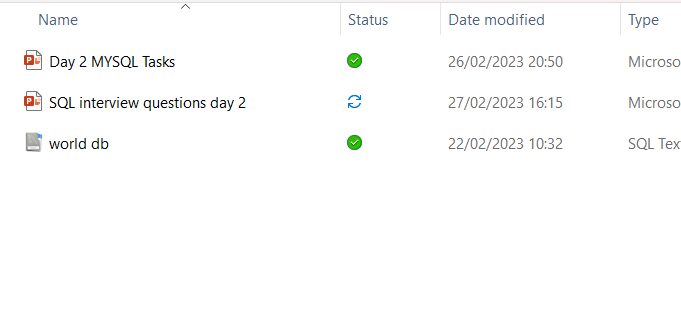 Name Status Date modified Type
Day 2 MYSQL Tasks 26/02/2023 20:50 Microso
SQL interview questions day 2 27/02/2023 16:15 Microso
world db 22/02/2023 10:32 SQL Tex